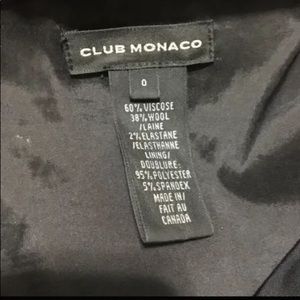 CLUB MONACO
0
60% VISCOSE
38% WOOL
/LAINE
2% ELASTANE
/ELASTHANNE
LINING/
DOUBLURE:
95% POLYESTER
5% SPANDEX
MADE IN/
FAIT AU
CANADA